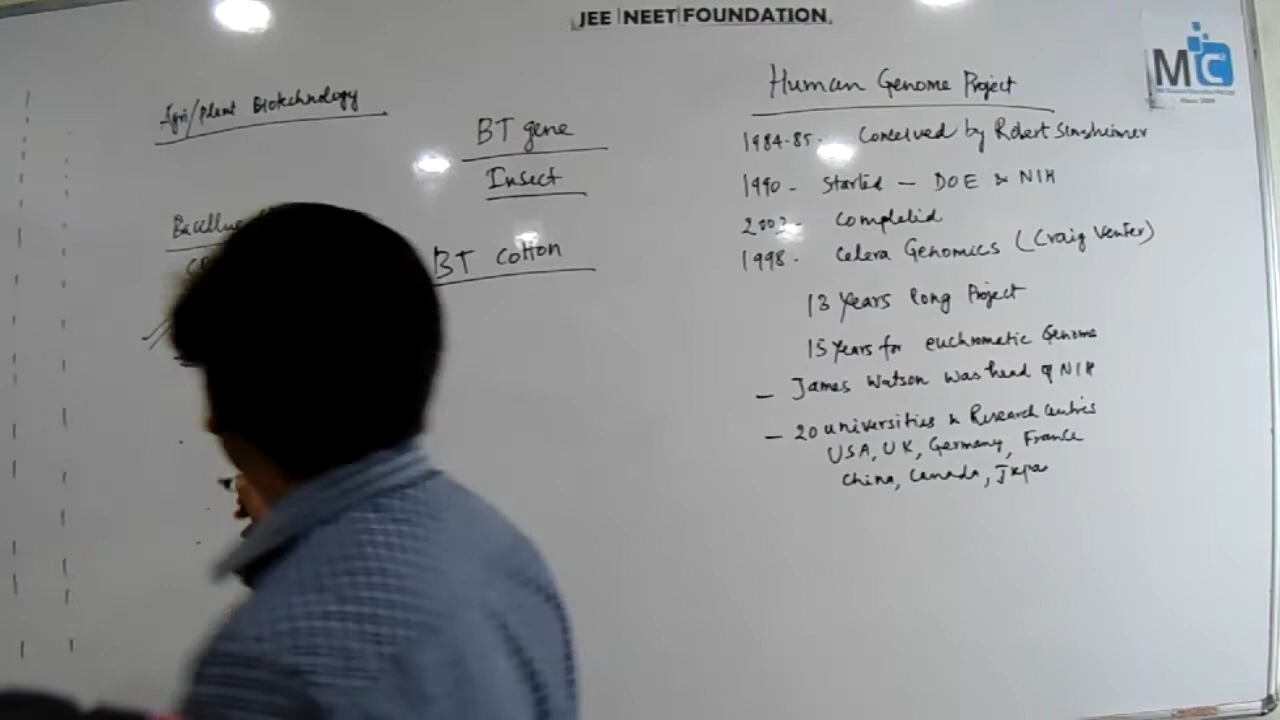 JEE | NEET | FOUNDATION
MC
Agri/Plant Biotechnology
BT gene
Insect
BT cotton
Human Genome Project
1984-85. Conceived by Robert Sinsheimer
1990 - Started - DOE & NIH
2003 - Completed
1998. Celera Genomics (Craig Venter)
13 Years long Project
15 Years for euchromatic Genome
- James Watson was head of NIH
- 20 universities & Research centres
USA, UK, Germany, France
China, Canada, Japa